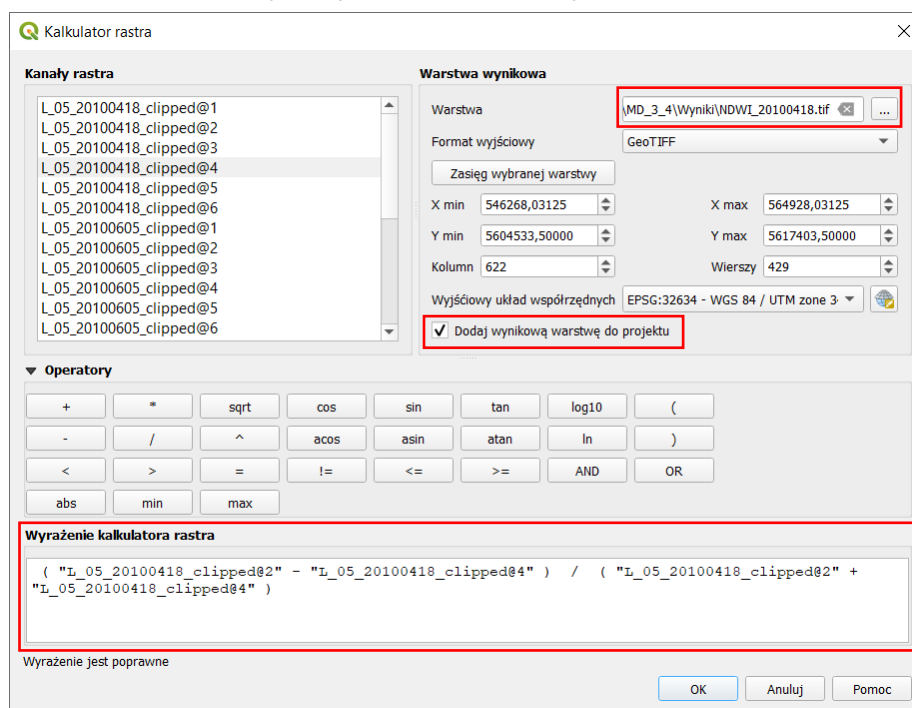 Kalkulator rastra
Kanały rastra
L_05_20100418_clipped@1
L_05_20100418_clipped@2
L_05_20100418_clipped@3
L_05_20100418_clipped@4
L_05_20100418_clipped@5
L_05_20100418_clipped@6
L_05_20100605_clipped@1
L_05_20100605_clipped@2
L_05_20100605_clipped@3
L_05_20100605_clipped@4
L_05_20100605_clipped@5
L_05_20100605_clipped@6
Warstwa wynikowa
Warstwa \MD_3_4\Wyniki\NDWI_20100418.tif ...
Format wyjściowy GeoTIFF
Zasięg wybranej warstwy
X min 546268,03125 X max 564928,03125
Y min 5604533,50000 Y max 5617403,50000
Kolumn 622 Wierszy 429
Wyjśćiowy układ współrzędnych EPSG:32634 - WGS 84 / UTM zone 3
Dodaj wynikową warstwę do projektu
Operatory
+ * sqrt cos sin tan log10 (
- / ^ acos asin atan ln )
< > = != <= >= AND OR
abs min max
Wyrażenie kalkulatora rastra
( "L_05_20100418_clipped@2" - "L_05_20100418_clipped@4" ) / ( "L_05_20100418_clipped@2" +
"L_05_20100418_clipped@4" )
Wyrażenie jest poprawne
OK Anuluj Pomoc